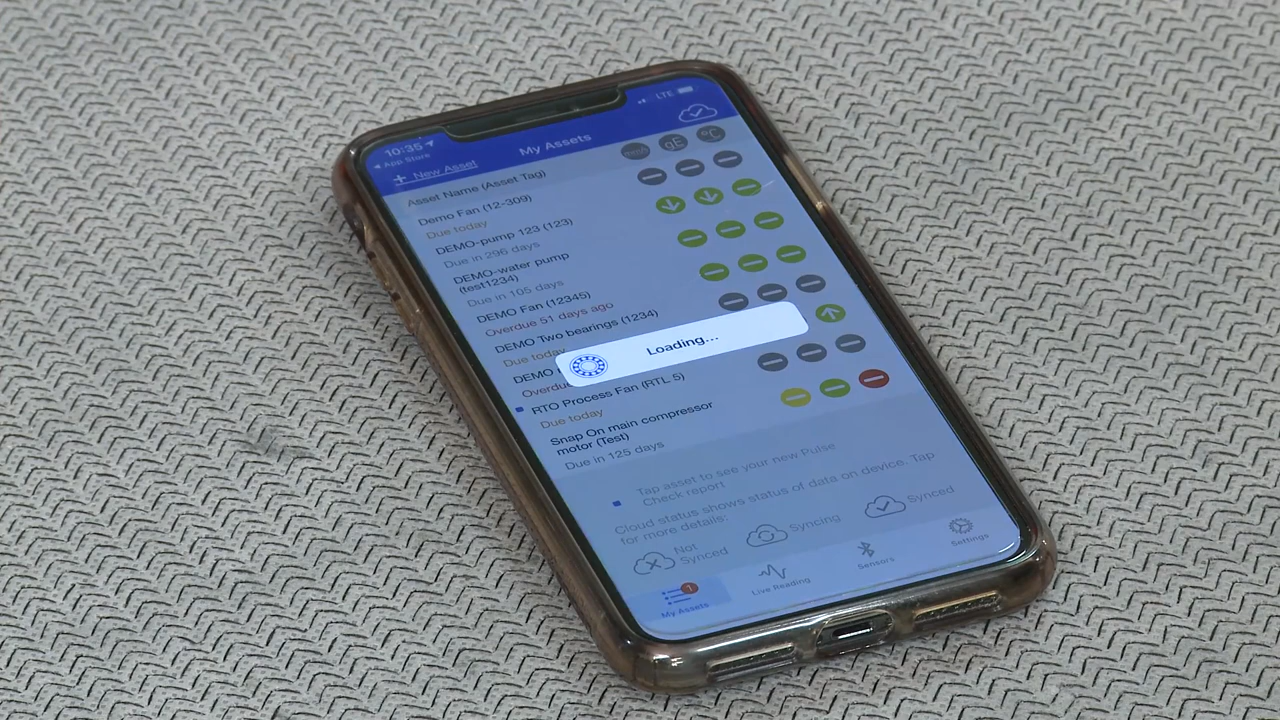 10:35
LTE
App Store
My Assets
+ New Asset
Asset Name (Asset Tag)
gE
°C
Demo Fan (12-309)
Due today
DEMO-pump 123 (123)
Due in 296 days
DEMO-water pump
(test1234)
Due in 105 days
DEMO Fan (12345)
Overdue 51 days ago
DEMO Two bearings (1234)
Due today
DEMO
Loading...
RTO Process Fan (RTL 5)
Due today
Snap On main compressor
motor (Test)
Due in 125 days
Tap asset to see your new Pulse
Check report
Cloud status shows status of data on device. Tap
for more details:
Not
Synced
Syncing
Synced
1
My Assets
Live Reading
Sensors
Settings